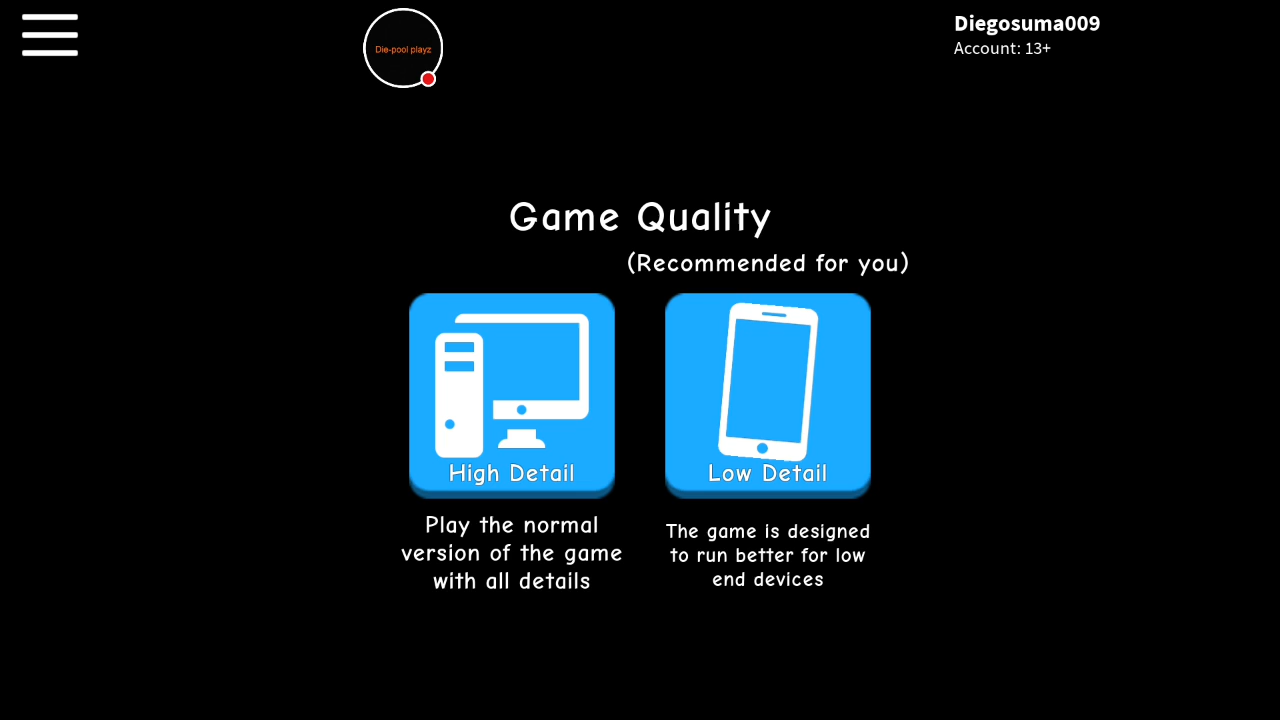 Die-pool playz
Diegosuma009
Account: 13+
Game Quality
(Recommended for you)
High Detail
Low Detail
Play the normal
version of the game
with all details
The game is designed
to run better for low
end devices